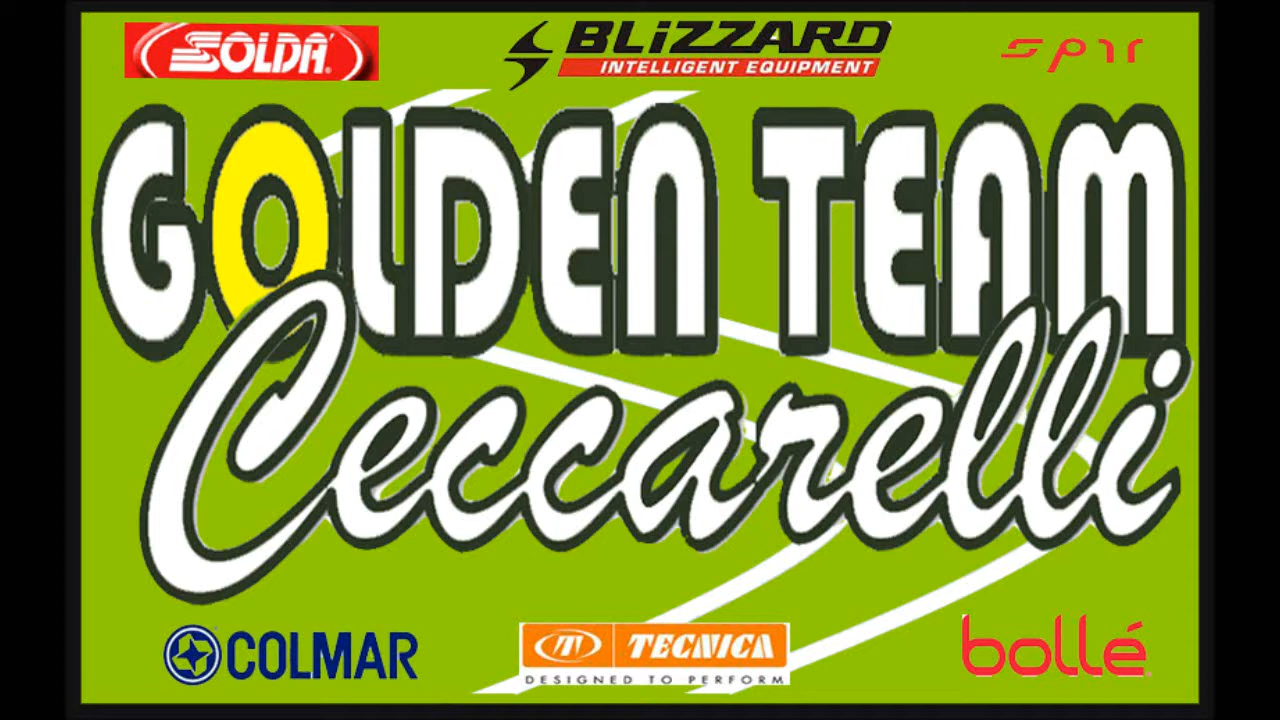 SOLDA'
BLIZZARD
INTELLIGENT EQUIPMENT
GOLDEN TEAM
Ceccarelli
COLMAR
TECNICA
DESIGNED TO PERFORM
bollé